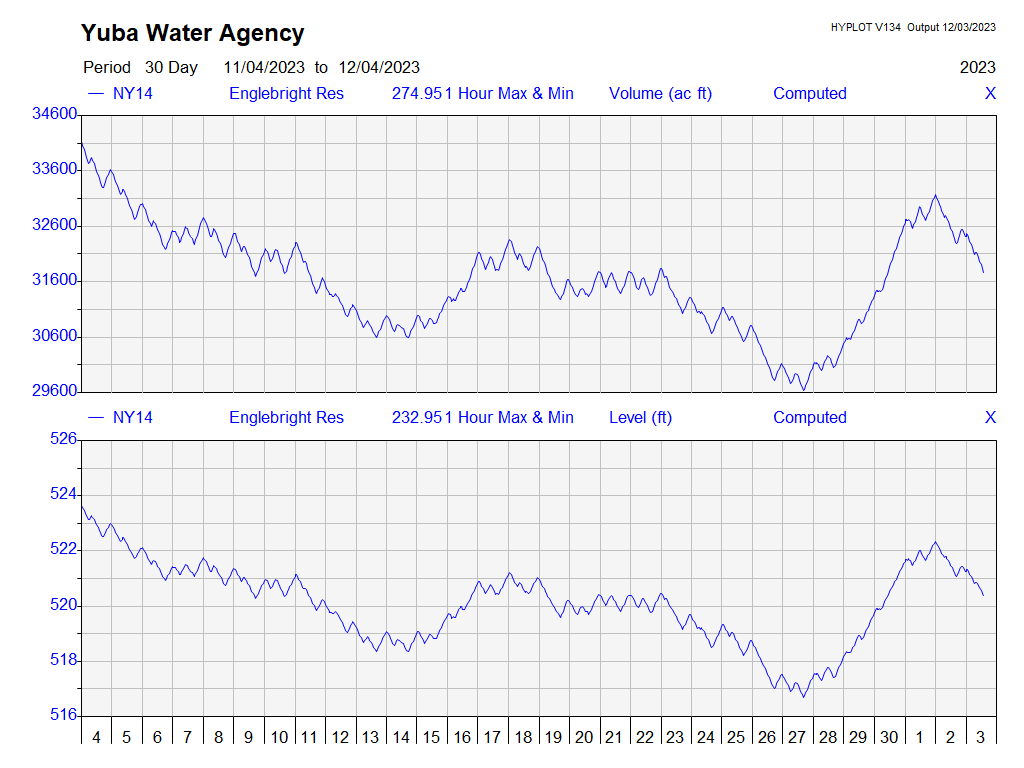 Yuba Water Agency
HYPLOT V134 Output 12/03/2023
Period 30 Day 11/04/2023 to 12/04/2023 2023
NY14 Englebright Res 274.951 Hour Max & Min Volume (ac ft) Computed X
34600
33600
32600
31600
30600
29600
NY14 Englebright Res 232.951 Hour Max & Min Level (ft) Computed X
526
524
522
520
518
516
4 5 6 7 8 9 10 11 12 13 14 15 16 17 18 19 20 21 22 23 24 25 26 27 28 29 30 1 2 3